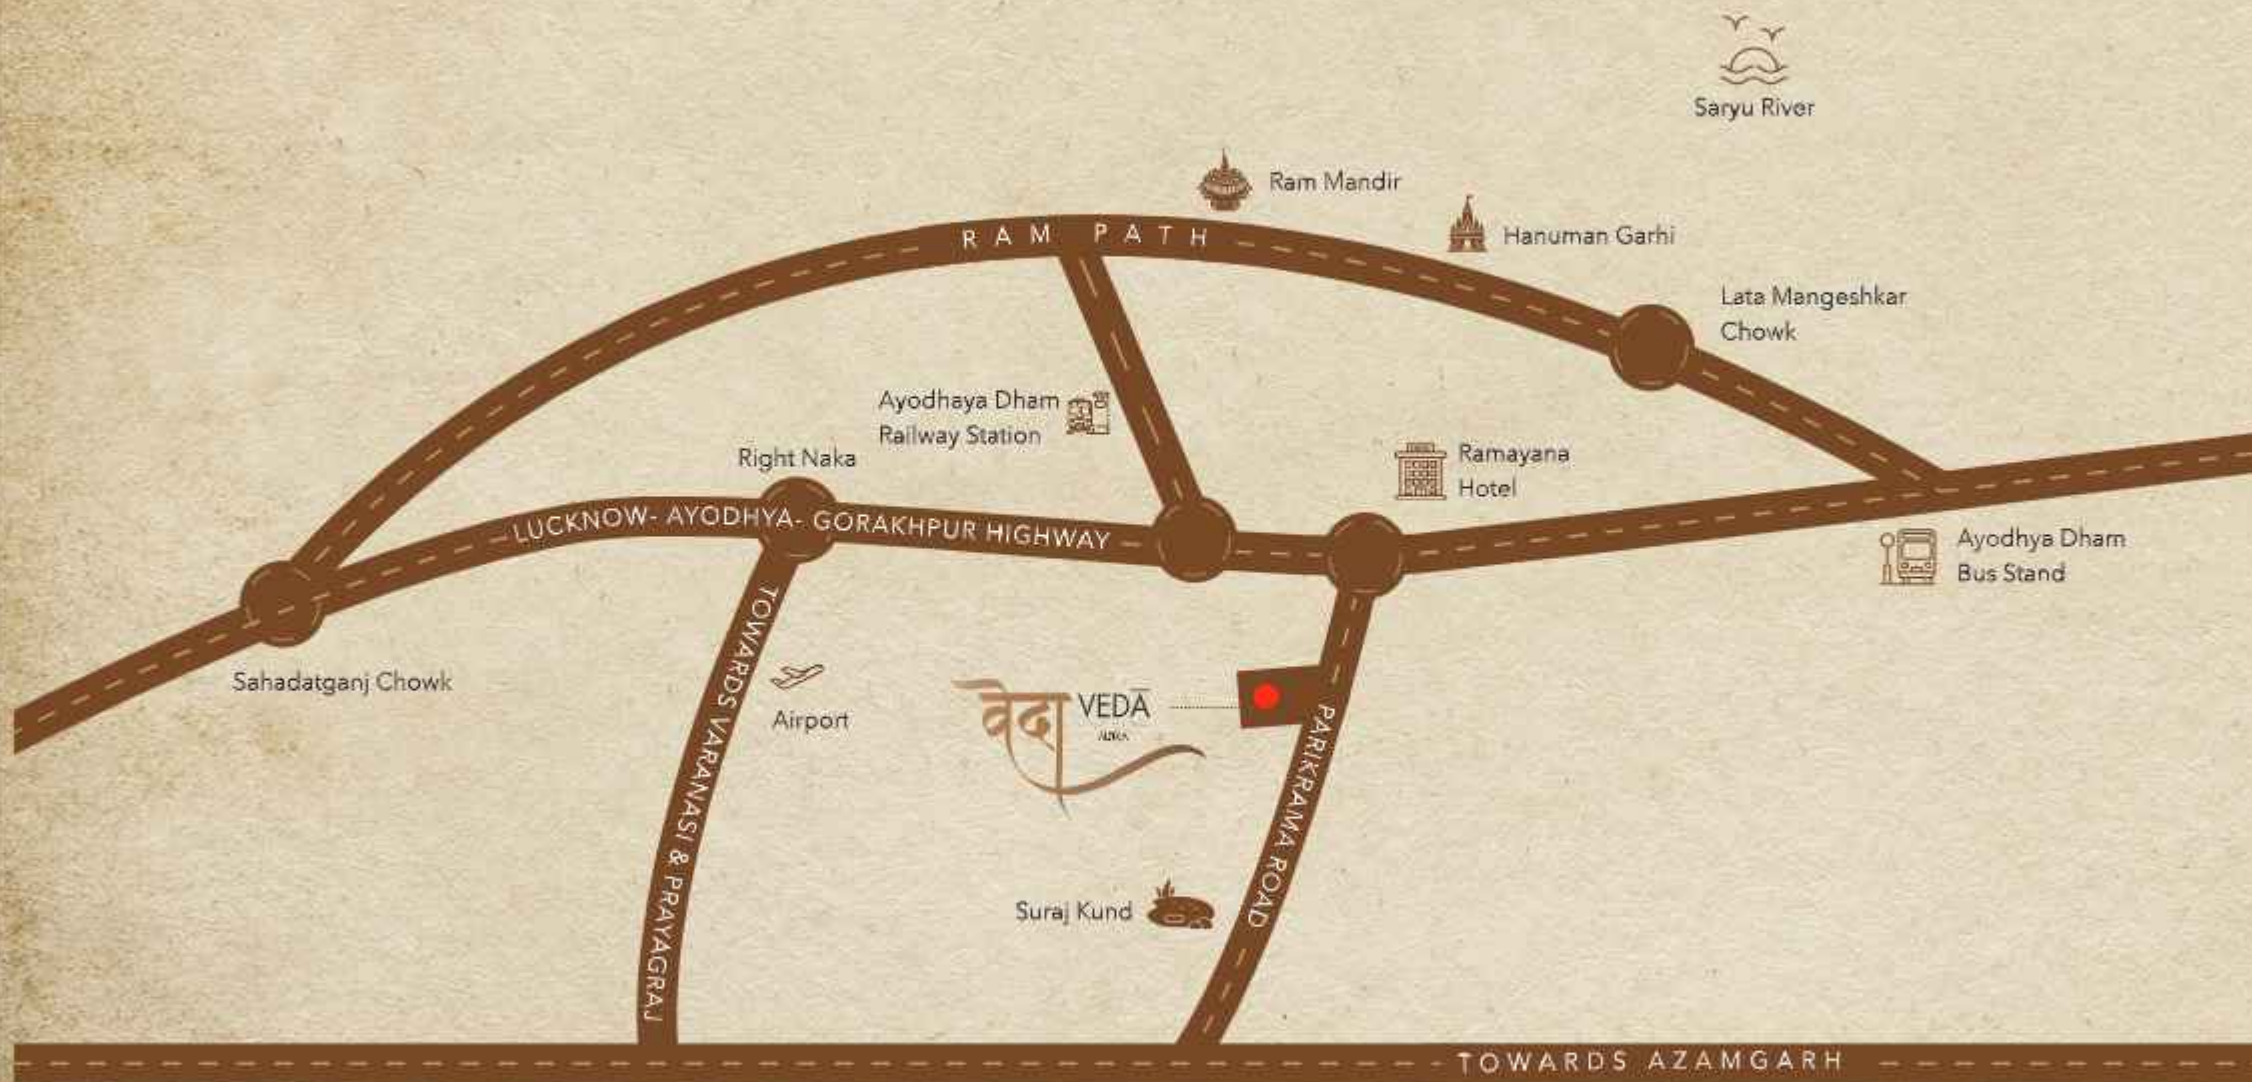 Saryu River
Ram Mandir
RAM PATH
Hanuman Garhi
Lata Mangeshkar
Chowk
Ayodhaya Dham
Railway Station
Right Naka
Ramayana
Hotel
LUCKNOW- AYODHYA- GORAKHPUR HIGHWAY
Ayodhya Dham
Bus Stand
Sahadatganj Chowk
TOWARDS VARANASI & PRAYAGRAJ
Airport
वेदा
VEDĀ
PARIKRAMA ROAD
Suraj Kund
TOWARDS AZAMGARH